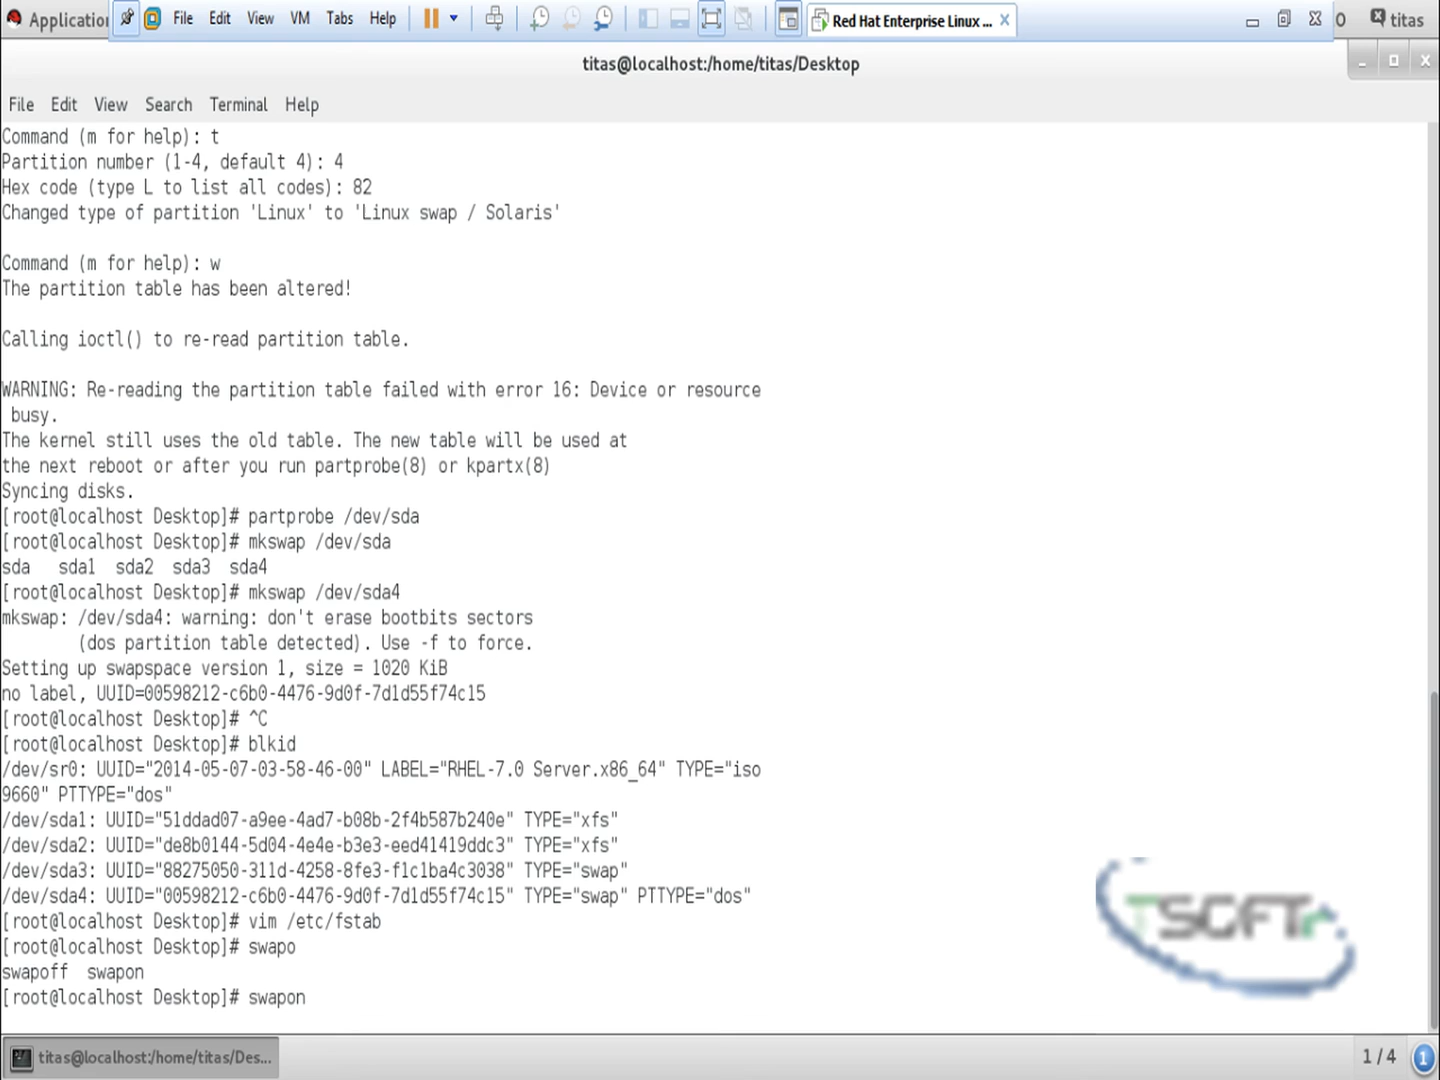 Application
File Edit View VM Tabs Help
Red Hat Enterprise Linux ...
titas
titas@localhost:/home/titas/Desktop
File Edit View Search Terminal Help
Command (m for help): t
Partition number (1-4, default 4): 4
Hex code (type L to list all codes): 82
Changed type of partition 'Linux' to 'Linux swap / Solaris'
Command (m for help): w
The partition table has been altered!
Calling ioctl() to re-read partition table.
WARNING: Re-reading the partition table failed with error 16: Device or resource
busy.
The kernel still uses the old table. The new table will be used at
the next reboot or after you run partprobe(8) or kpartx(8)
Syncing disks.
[root@localhost Desktop]# partprobe /dev/sda
[root@localhost Desktop]# mkswap /dev/sda
sda sda1 sda2 sda3 sda4
[root@localhost Desktop]# mkswap /dev/sda4
mkswap: /dev/sda4: warning: don't erase bootbits sectors
(dos partition table detected). Use -f to force.
Setting up swapspace version 1, size = 1020 KiB
no label, UUID=00598212-c6b0-4476-9d0f-7d1d55f74c15
[root@localhost Desktop]# ^C
[root@localhost Desktop]# blkid
/dev/sr0: UUID="2014-05-07-03-58-46-00" LABEL="RHEL-7.0 Server.x86_64" TYPE="iso
9660" PTTYPE="dos"
/dev/sda1: UUID="51ddad07-a9ee-4ad7-b08b-2f4b587b240e" TYPE="xfs"
/dev/sda2: UUID="de8b0144-5d04-4e4e-b3e3-eed41419ddc3" TYPE="xfs"
/dev/sda3: UUID="88275050-311d-4258-8fe3-f1c1ba4c3038" TYPE="swap"
/dev/sda4: UUID="00598212-c6b0-4476-9d0f-7d1d55f74c15" TYPE="swap" PTTYPE="dos"
[root@localhost Desktop]# vim /etc/fstab
[root@localhost Desktop]# swapo
swapoff swapon
[root@localhost Desktop]# swapon
titas@localhost:/home/titas/Des...
1 / 4
1